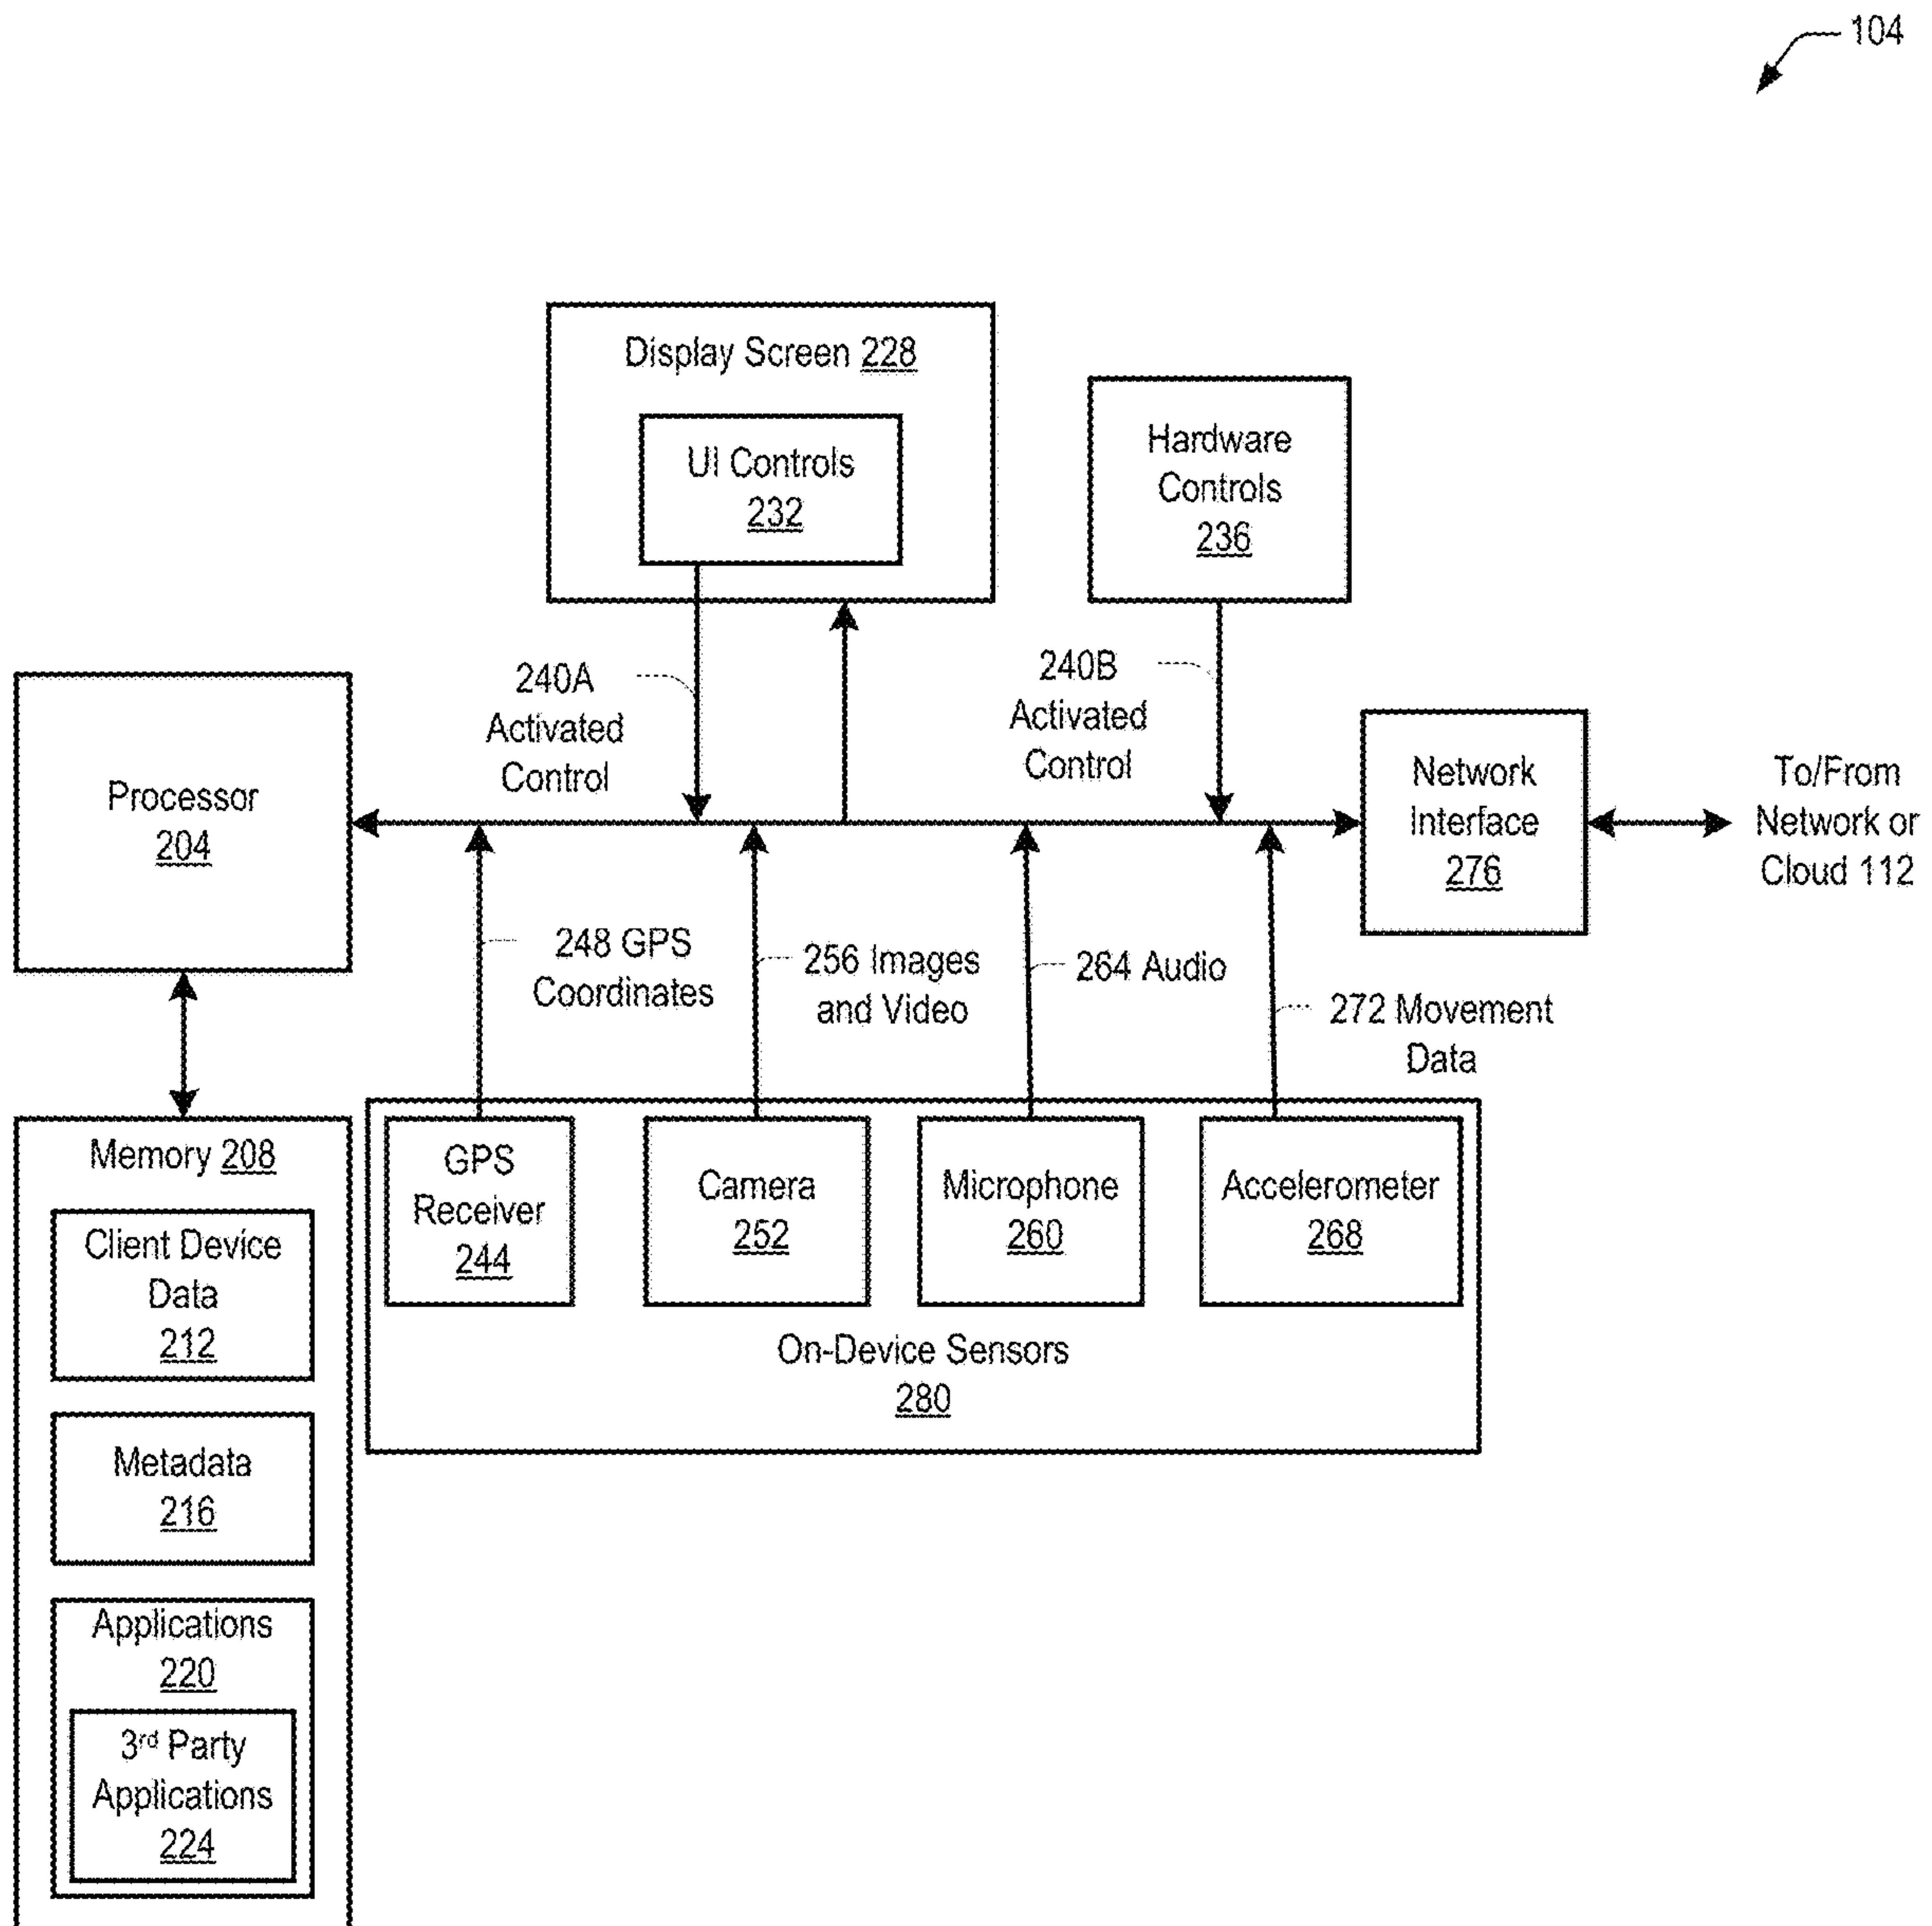 104
Display Screen 228
UI Controls
232
Hardware
Controls
236
240A
Activated
Control
240B
Activated
Control
Processor
204
Network
Interface
276
To/From
Network or
Cloud 112
248 GPS
Coordinates
256 Images
and Video
264 Audio
272 Movement
Data
Memory 208
Client Device
Data
212
Metadata
216
Applications
220
3rd Party
Applications
224
GPS
Receiver
244
Camera
252
Microphone
260
Accelerometer
268
On-Device Sensors
280